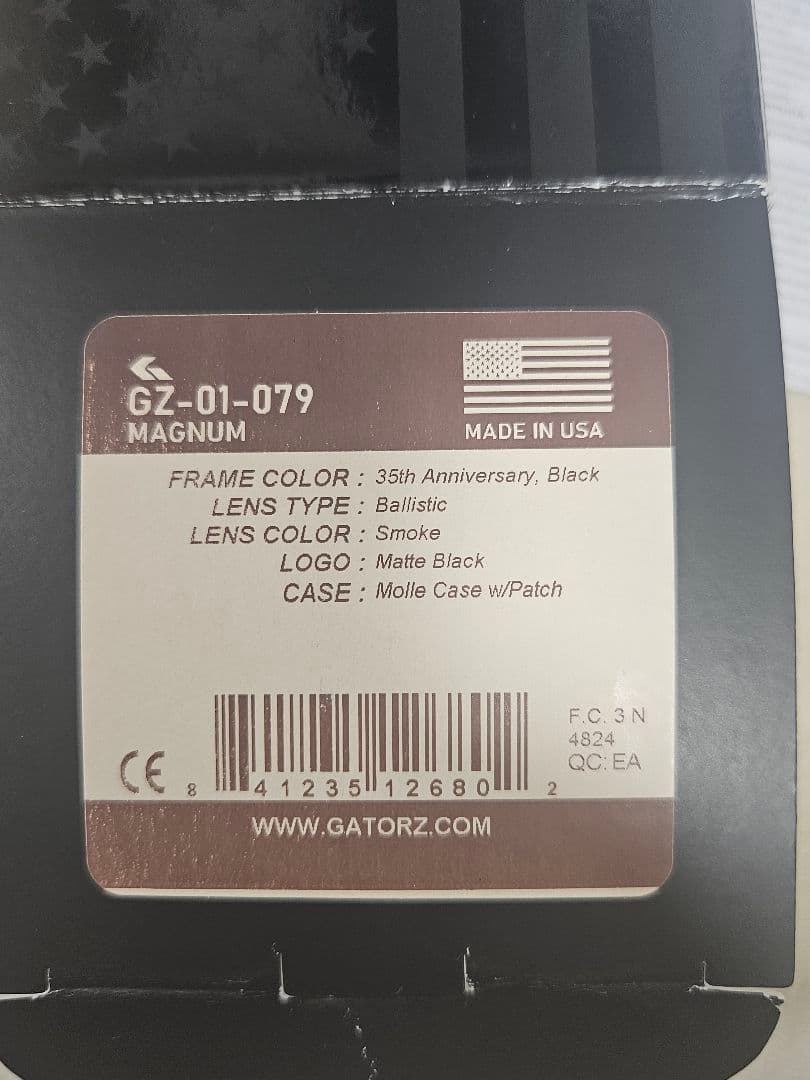 GZ-01-079
MAGNUM
MADE IN USA
FRAME COLOR : 35th Anniversary, Black
LENS TYPE : Ballistic
LENS COLOR : Smoke
LOGO : Matte Black
CASE : Molle Case w/Patch
F.C. 3 N
4824
QC: EA
CE
8 41235 12680 2
WWW.GATORZ.COM